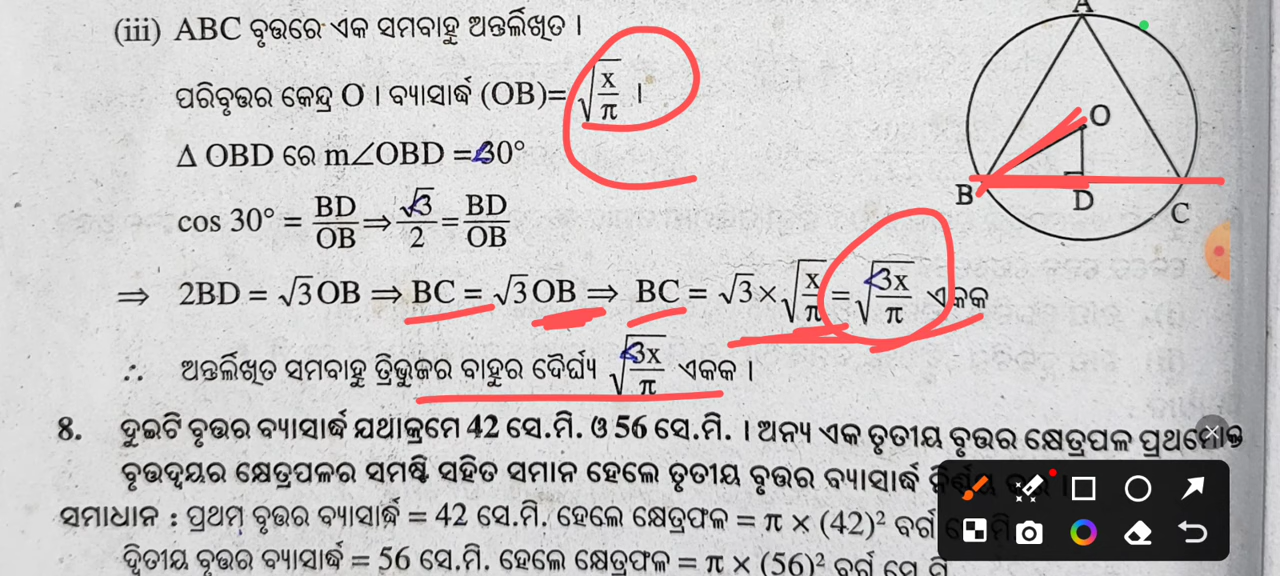 (iii) ABC ବୃତ୍ତରେ ଏକ ସମବାହୁ ଅନ୍ତର୍ଲିଖିତ ।
ପରିବୃତ୍ତର କେନ୍ଦ୍ର O । ବ୍ୟାସାର୍ଦ୍ଧ (OB)= √(x/π) ।
Δ OBD ରେ m∠OBD = 30°
cos 30° = BD/OB ⇒ √3/2 = BD/OB
⇒ 2BD = √3 OB ⇒ BC = √3 OB ⇒ BC = √3 × √(x/π) = √(3x/π) ଏକକ
∴ ଅନ୍ତର୍ଲିଖିତ ସମବାହୁ ତ୍ରିଭୁଜର ବାହୁର ଦୈର୍ଘ୍ୟ √(3x/π) ଏକକ ।
A
O
B
D
C
8. ଦୁଇଟି ବୃତ୍ତର ବ୍ୟାସାର୍ଦ୍ଧ ଯଥାକ୍ରମେ 42 ସେ.ମି. ଓ 56 ସେ.ମି. । ଅନ୍ୟ ଏକ ତୃତୀୟ ବୃତ୍ତର କ୍ଷେତ୍ରଫଳ ପ୍ରଥମୋକ୍ତ
ବୃତ୍ତଦ୍ୱୟର କ୍ଷେତ୍ରଫଳର ସମଷ୍ଟି ସହିତ ସମାନ ହେଲେ ତୃତୀୟ ବୃତ୍ତର ବ୍ୟାସାର୍ଦ୍ଧ
ସମାଧାନ : ପ୍ରଥମ ବୃତ୍ତର ବ୍ୟାସାର୍ଦ୍ଧ = 42 ସେ.ମି. ହେଲେ କ୍ଷେତ୍ରଫଳ = π × (42)² ବର୍ଗ
ଦ୍ୱିତୀୟ ବୃତ୍ତର ବ୍ୟାସାର୍ଦ୍ଧ = 56 ସେ.ମି. ହେଲେ କ୍ଷେତ୍ରଫଳ = π × (56)² ବର୍ଗ ସେ.ମି.